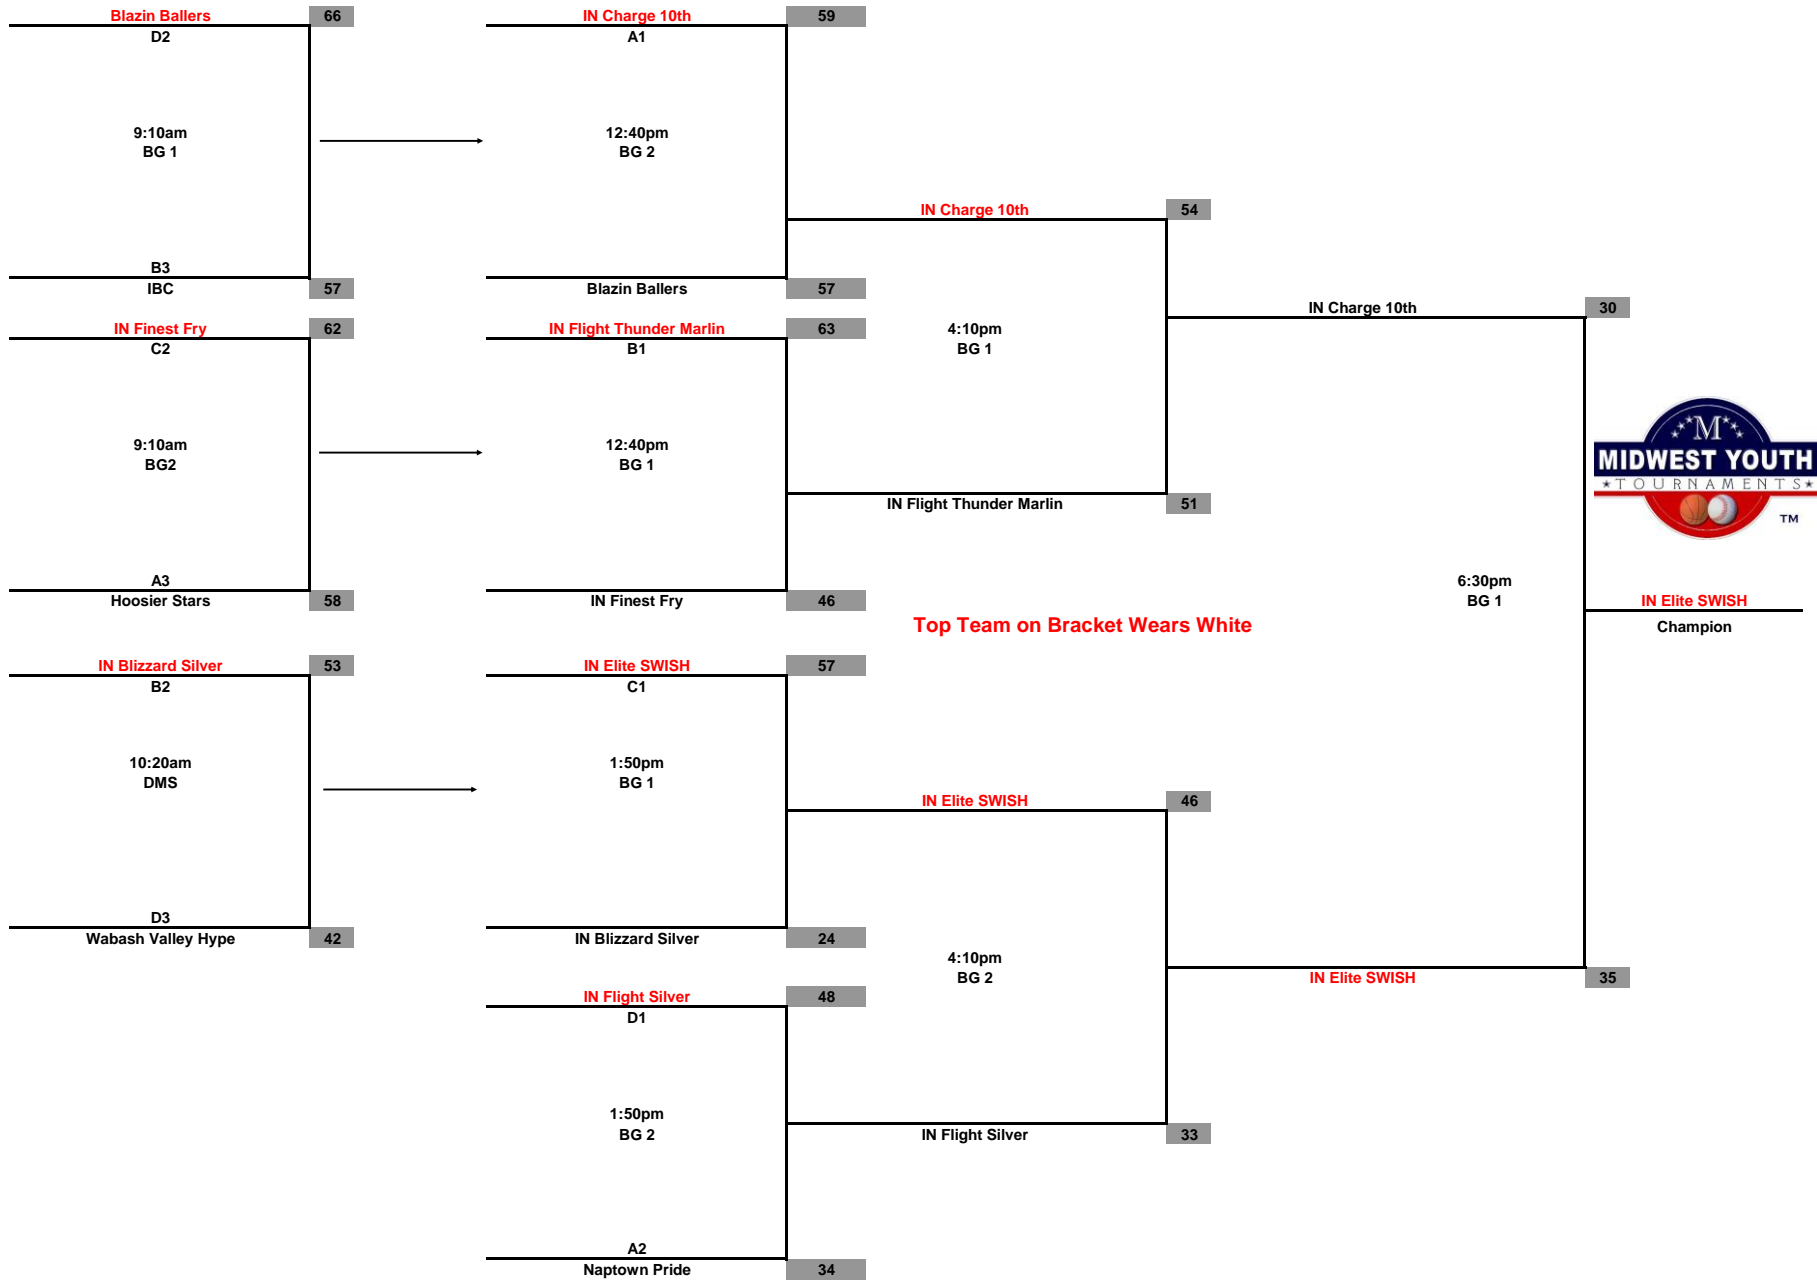 Blazin Ballers 66
D2
9:10am
BG 1
B3
IBC 57
IN Finest Fry 62
C2
9:10am
BG2
A3
Hoosier Stars 58
IN Blizzard Silver 53
B2
10:20am
DMS
D3
Wabash Valley Hype 42
IN Charge 10th 59
A1
12:40pm
BG 2
Blazin Ballers 57
IN Flight Thunder Marlin 63
B1
12:40pm
BG 1
IN Finest Fry 46
IN Elite SWISH 57
C1
1:50pm
BG 1
IN Blizzard Silver 24
IN Flight Silver 48
D1
1:50pm
BG 2
A2
Naptown Pride 34
IN Charge 10th 54
4:10pm
BG 1
IN Flight Thunder Marlin 51
Top Team on Bracket Wears White
IN Elite SWISH 46
4:10pm
BG 2
IN Flight Silver 33
IN Charge 10th 30
6:30pm
BG 1
IN Elite SWISH 35
M
MIDWEST YOUTH
TOURNAMENTS
TM
IN Elite SWISH
Champion